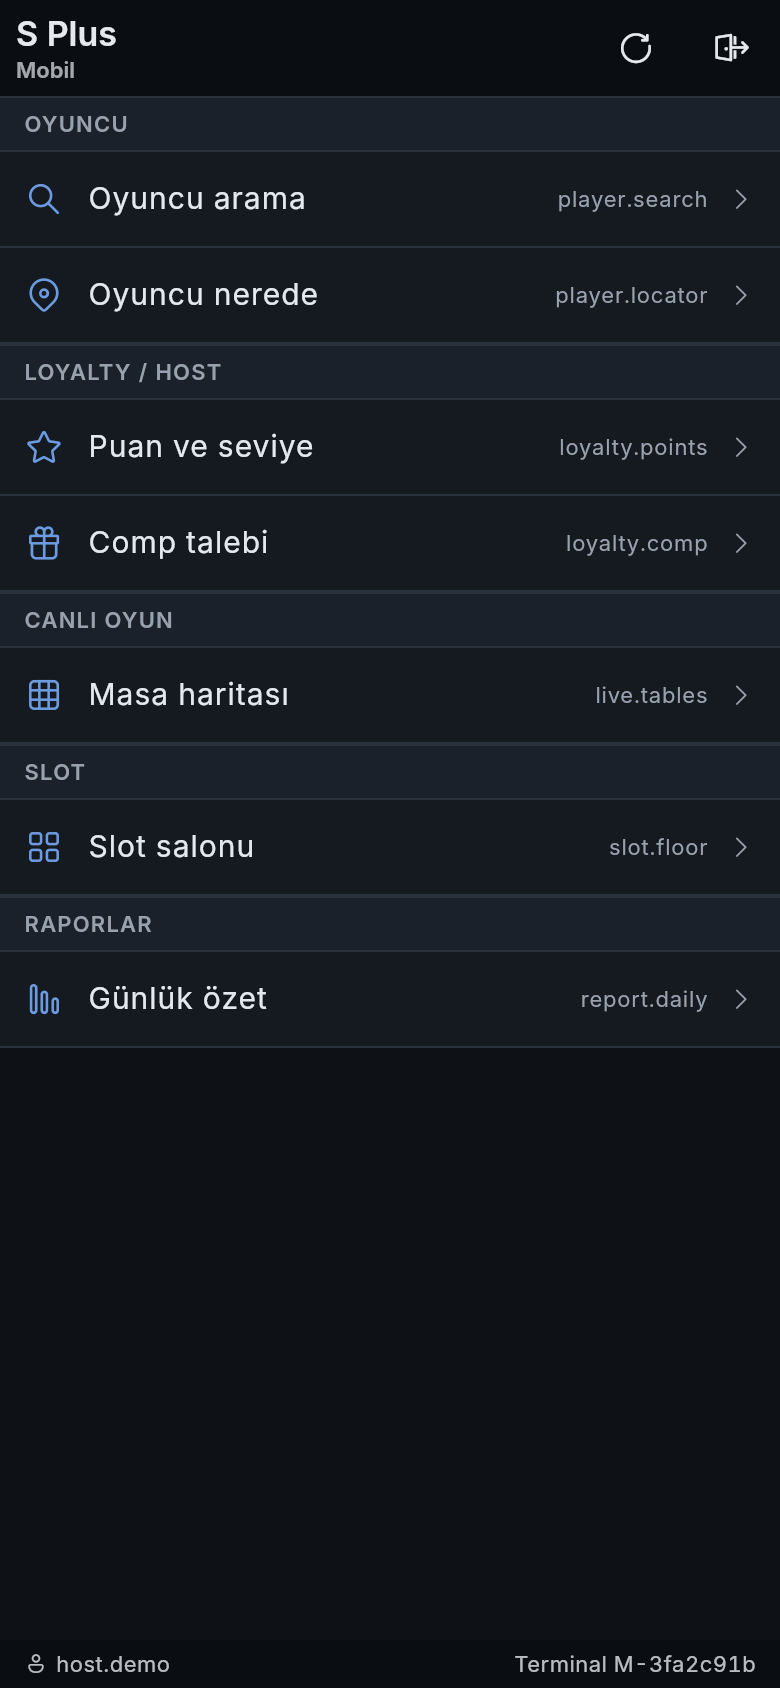 S Plus
Mobil
OYUNCU
Oyuncu arama player.search
Oyuncu nerede player.locator
LOYALTY / HOST
Puan ve seviye loyalty.points
Comp talebi loyalty.comp
CANLI OYUN
Masa haritası live.tables
SLOT
Slot salonu slot.floor
RAPORLAR
Günlük özet report.daily
host.demo Terminal M-3fa2c91b